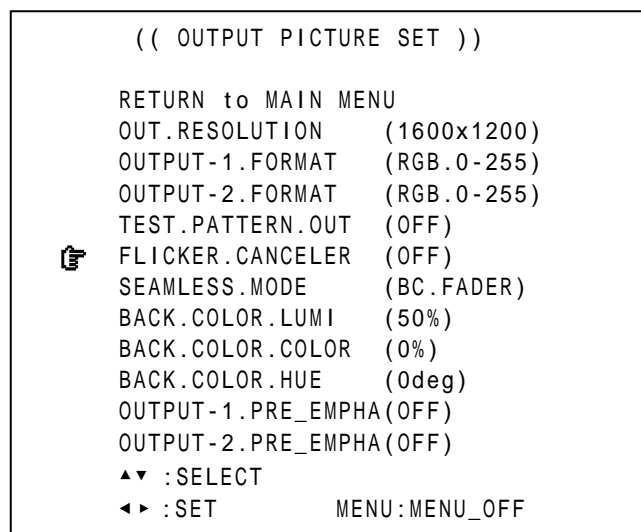 (( OUTPUT PICTURE SET ))
RETURN to MAIN MENU
OUT.RESOLUTION (1600x1200)
OUTPUT-1.FORMAT (RGB.0-255)
OUTPUT-2.FORMAT (RGB.0-255)
TEST.PATTERN.OUT (OFF)
FLICKER.CANCELER (OFF)
SEAMLESS.MODE (BC.FADER)
BACK.COLOR.LUMI (50%)
BACK.COLOR.COLOR (0%)
BACK.COLOR.HUE (0deg)
OUTPUT-1.PRE_EMPHA(OFF)
OUTPUT-2.PRE_EMPHA(OFF)
▲▼ :SELECT
◄► :SET MENU:MENU_OFF